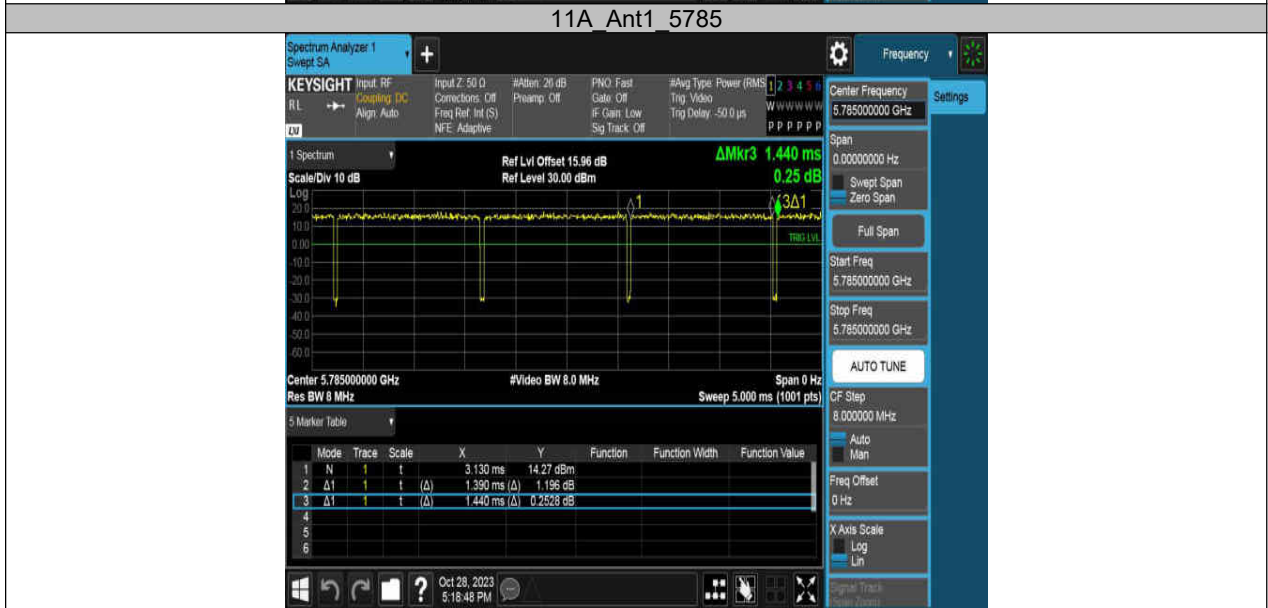 11A_Ant1_5785
Spectrum Analyzer 1
Swept SA
Frequency
KEYSIGHT
RL
LW
Input: RF
Coupling: DC
Align: Auto
Input Z: 50 Ω
Corrections: Off
Freq Ref: Int (S)
NFE: Adaptive
#Atten: 26 dB
Preamp: Off
PNO: Fast
Gate: Off
IF Gain: Low
Sig Track: Off
#Avg Type: Power (RMS
Trig: Video
Trig Delay: -50.0 µs
1 2 3 4 5 6
W W W W W W
P P P P P P
1 Spectrum
Scale/Div 10 dB
Ref Lvl Offset 15.96 dB
Ref Level 30.00 dBm
ΔMkr3 1.440 ms
0.25 dB
Log
20.0
10.0
0.00
-10.0
-20.0
-30.0
-40.0
-50.0
-60.0
1
3Δ1
TRIG LVL
Center 5.785000000 GHz
#Video BW 8.0 MHz
Span 0 Hz
Res BW 8 MHz
Sweep 5.000 ms (1001 pts)
5 Marker Table
Mode Trace Scale X Y Function Function Width Function Value
1 N 1 t 3.130 ms 14.27 dBm
2 Δ1 1 t (Δ) 1.390 ms (Δ) 1.196 dB
3 Δ1 1 t (Δ) 1.440 ms (Δ) 0.2528 dB
4
5
6
Oct 28, 2023
5:18:48 PM
Center Frequency
5.785000000 GHz
Settings
Span
0.00000000 Hz
Swept Span
Zero Span
Full Span
Start Freq
5.785000000 GHz
Stop Freq
5.785000000 GHz
AUTO TUNE
CF Step
8.000000 MHz
Auto
Man
Freq Offset
0 Hz
X Axis Scale
Log
Lin
Signal Track
(Span Zoom)